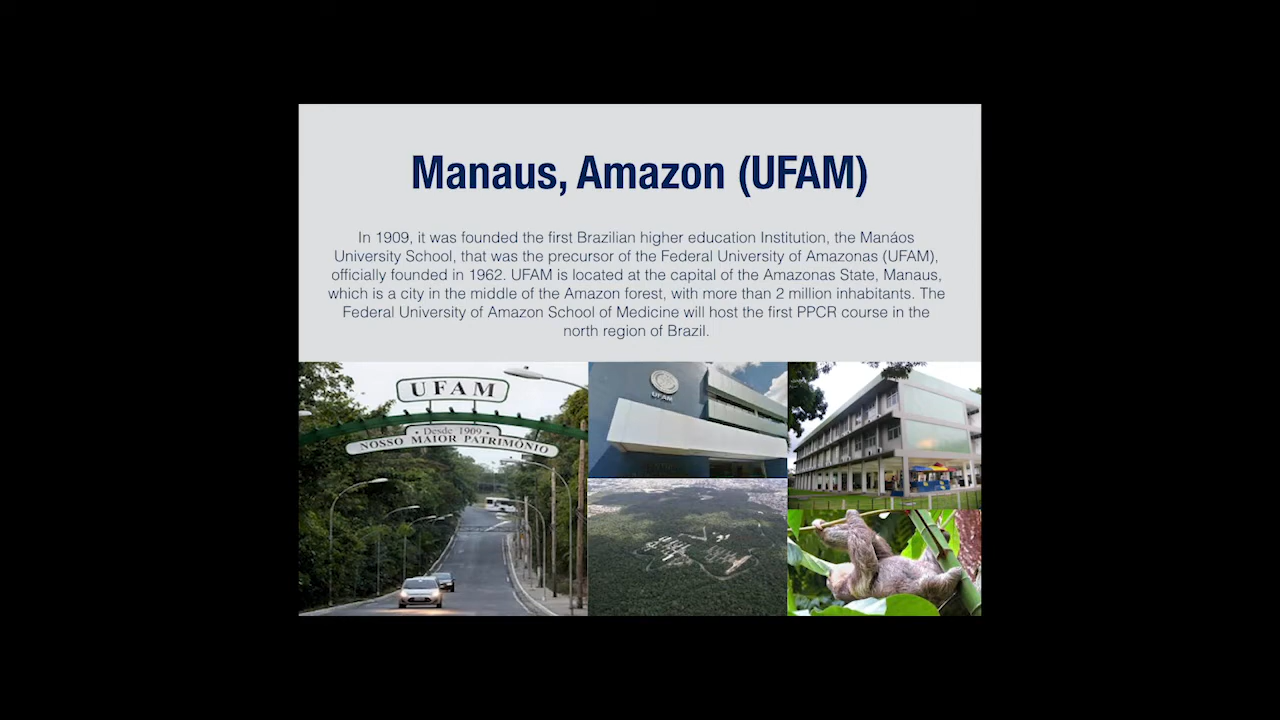 Manaus, Amazon (UFAM)
In 1909, it was founded the first Brazilian higher education Institution, the Manáos
University School, that was the precursor of the Federal University of Amazonas (UFAM),
officially founded in 1962. UFAM is located at the capital of the Amazonas State, Manaus,
which is a city in the middle of the Amazon forest, with more than 2 million inhabitants. The
Federal University of Amazon School of Medicine will host the first PPCR course in the
north region of Brazil.
UFAM
• Desde 1909 •
NOSSO MAIOR PATRIMÔNIO
UFAM